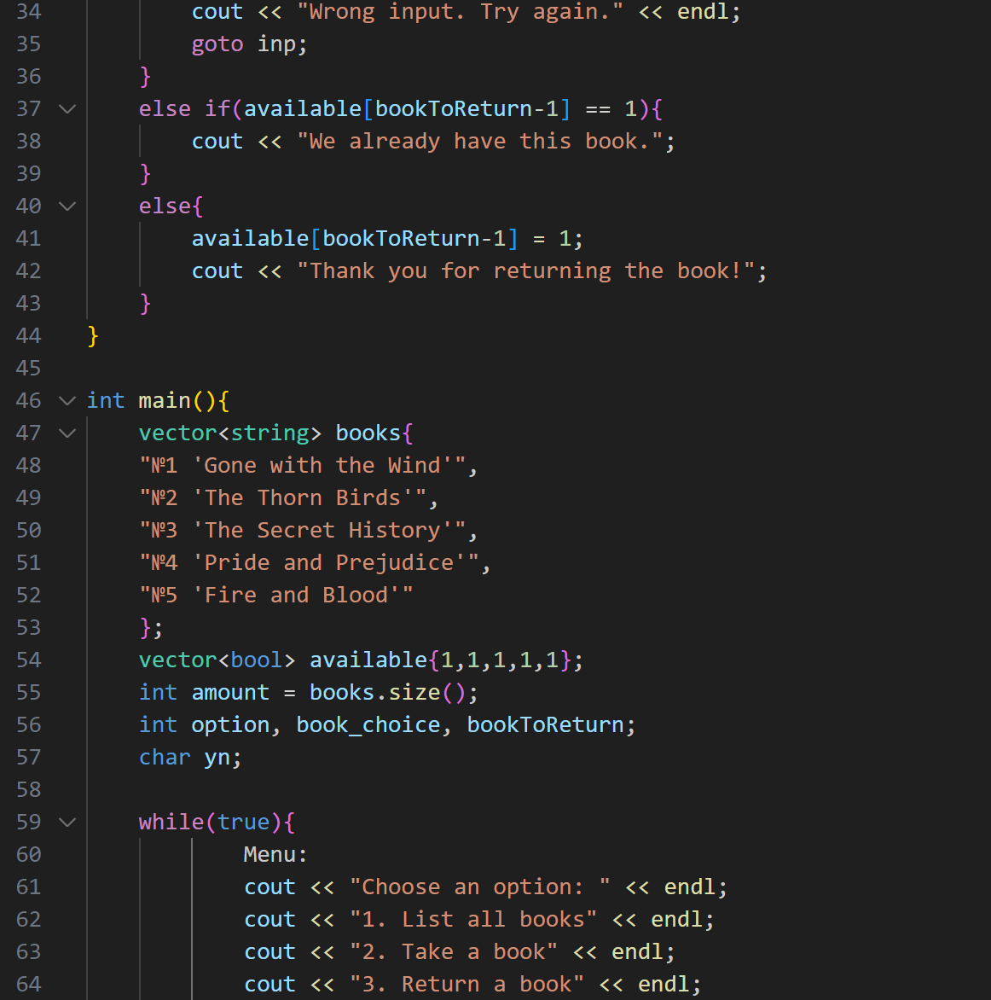 34 cout << "Wrong input. Try again." << endl;
35 goto inp;
36 }
37 else if(available[bookToReturn-1] == 1){
38 cout << "We already have this book.";
39 }
40 else{
41 available[bookToReturn-1] = 1;
42 cout << "Thank you for returning the book!";
43 }
44 }
45
46 int main(){
47 vector<string> books{
48 "№1 'Gone with the Wind'",
49 "№2 'The Thorn Birds'",
50 "№3 'The Secret History'",
51 "№4 'Pride and Prejudice'",
52 "№5 'Fire and Blood'"
53 };
54 vector<bool> available{1,1,1,1,1};
55 int amount = books.size();
56 int option, book_choice, bookToReturn;
57 char yn;
58
59 while(true){
60 Menu:
61 cout << "Choose an option: " << endl;
62 cout << "1. List all books" << endl;
63 cout << "2. Take a book" << endl;
64 cout << "3. Return a book" << endl;